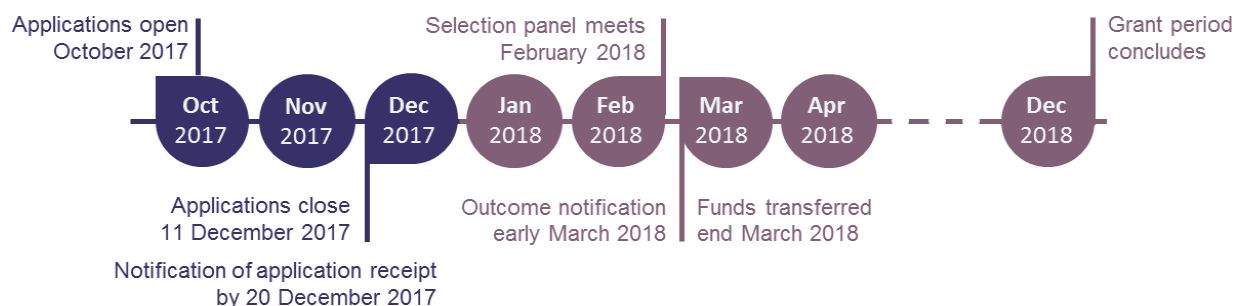 Applications open
October 2017
Selection panel meets
February 2018
Grant period
concludes
Oct
2017
Nov
2017
Dec
2017
Jan
2018
Feb
2018
Mar
2018
Apr
2018
Dec
2018
Applications close
11 December 2017
Notification of application receipt
by 20 December 2017
Outcome notification
early March 2018
Funds transferred
end March 2018